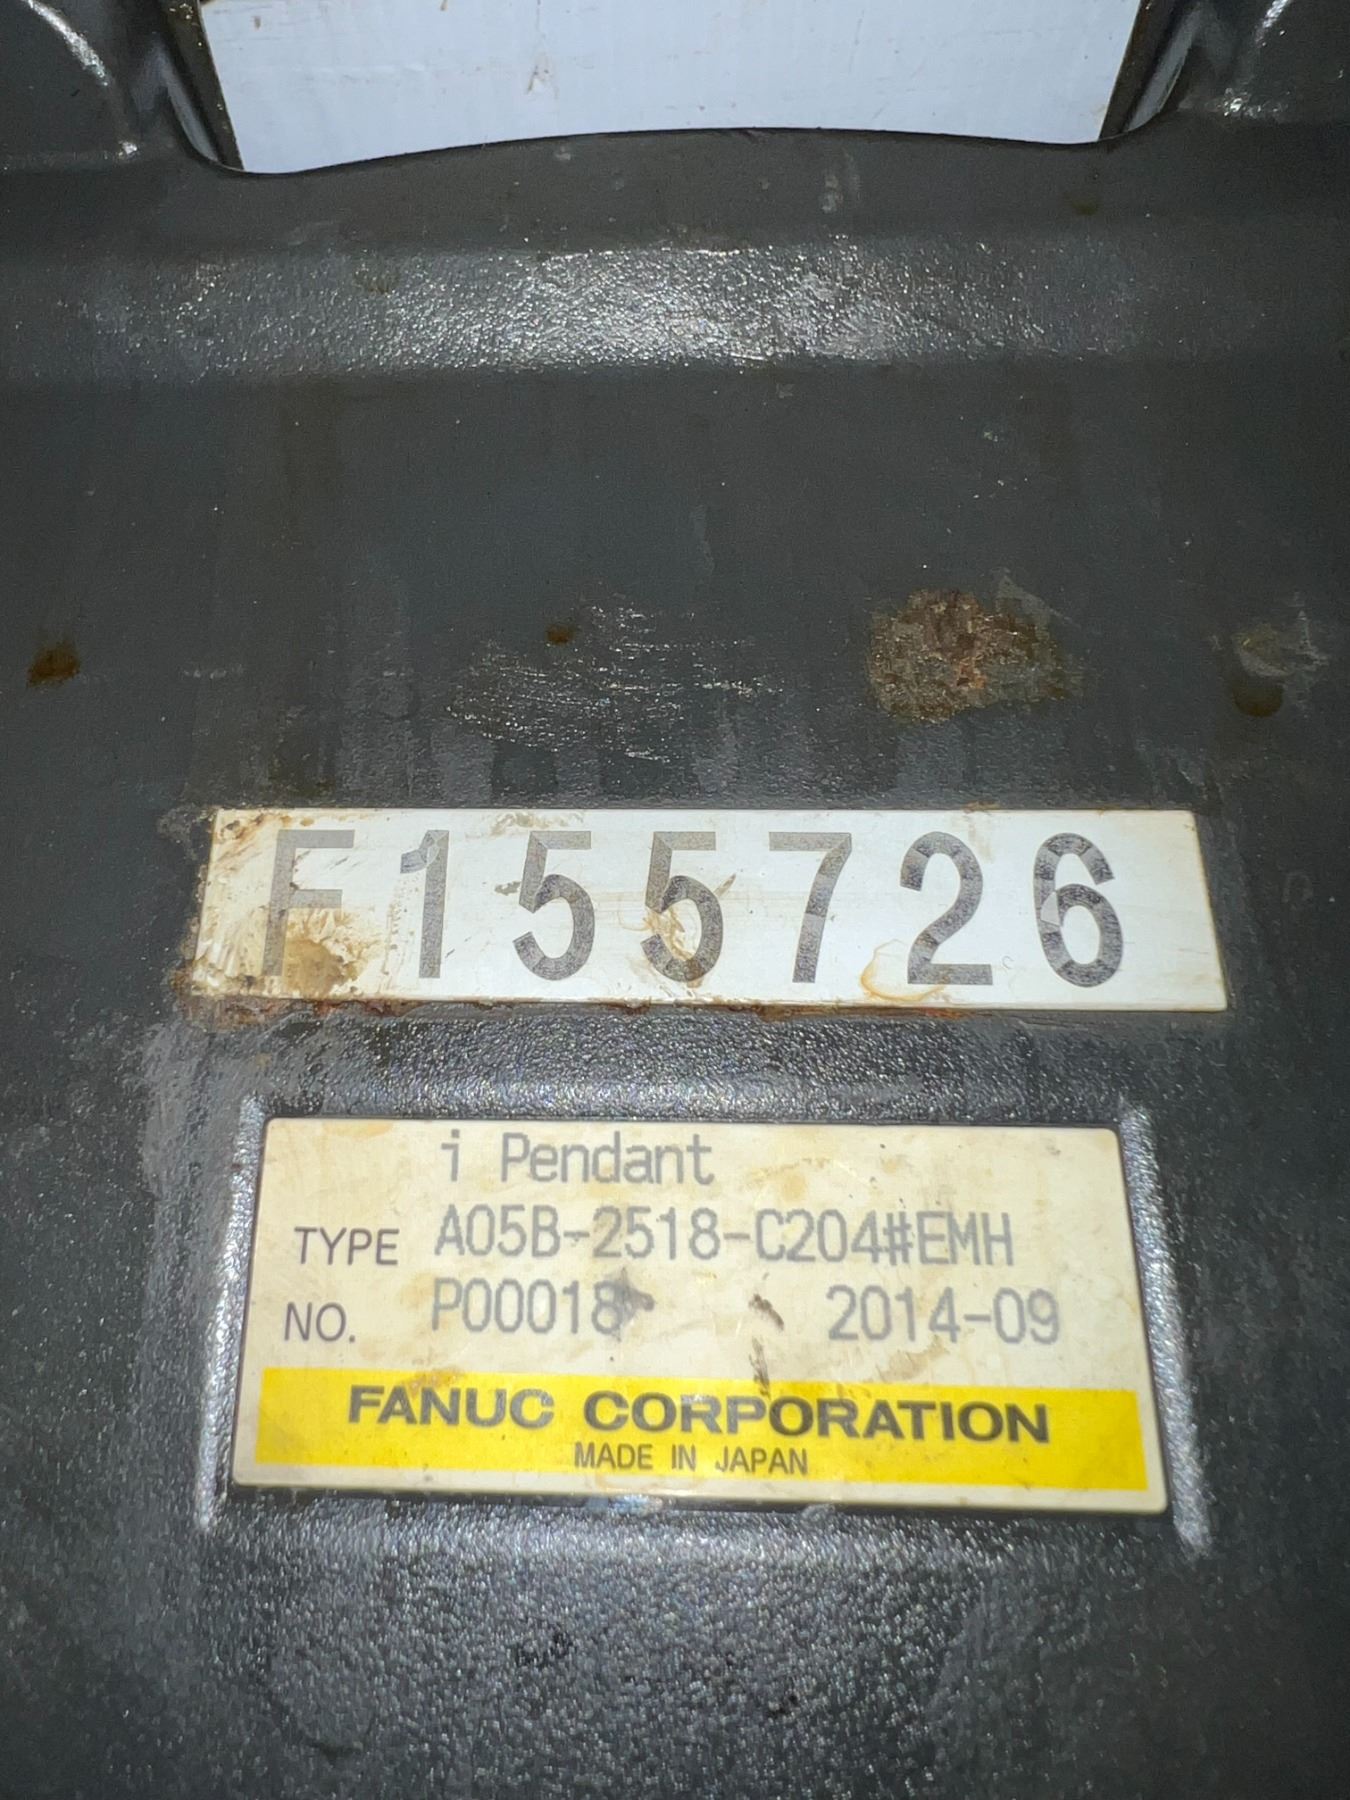 F155726
i Pendant
TYPE A05B-2518-C204#EMH
NO. P00018 2014-09
FANUC CORPORATION
MADE IN JAPAN